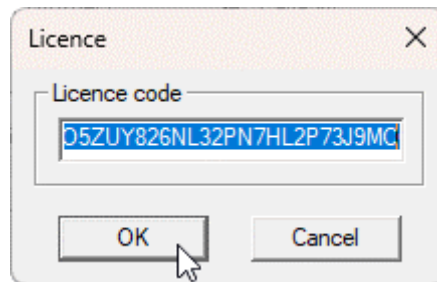 Licence
Licence code
O5ZUY826NL32PN7HL2P73J9MC
OK
Cancel